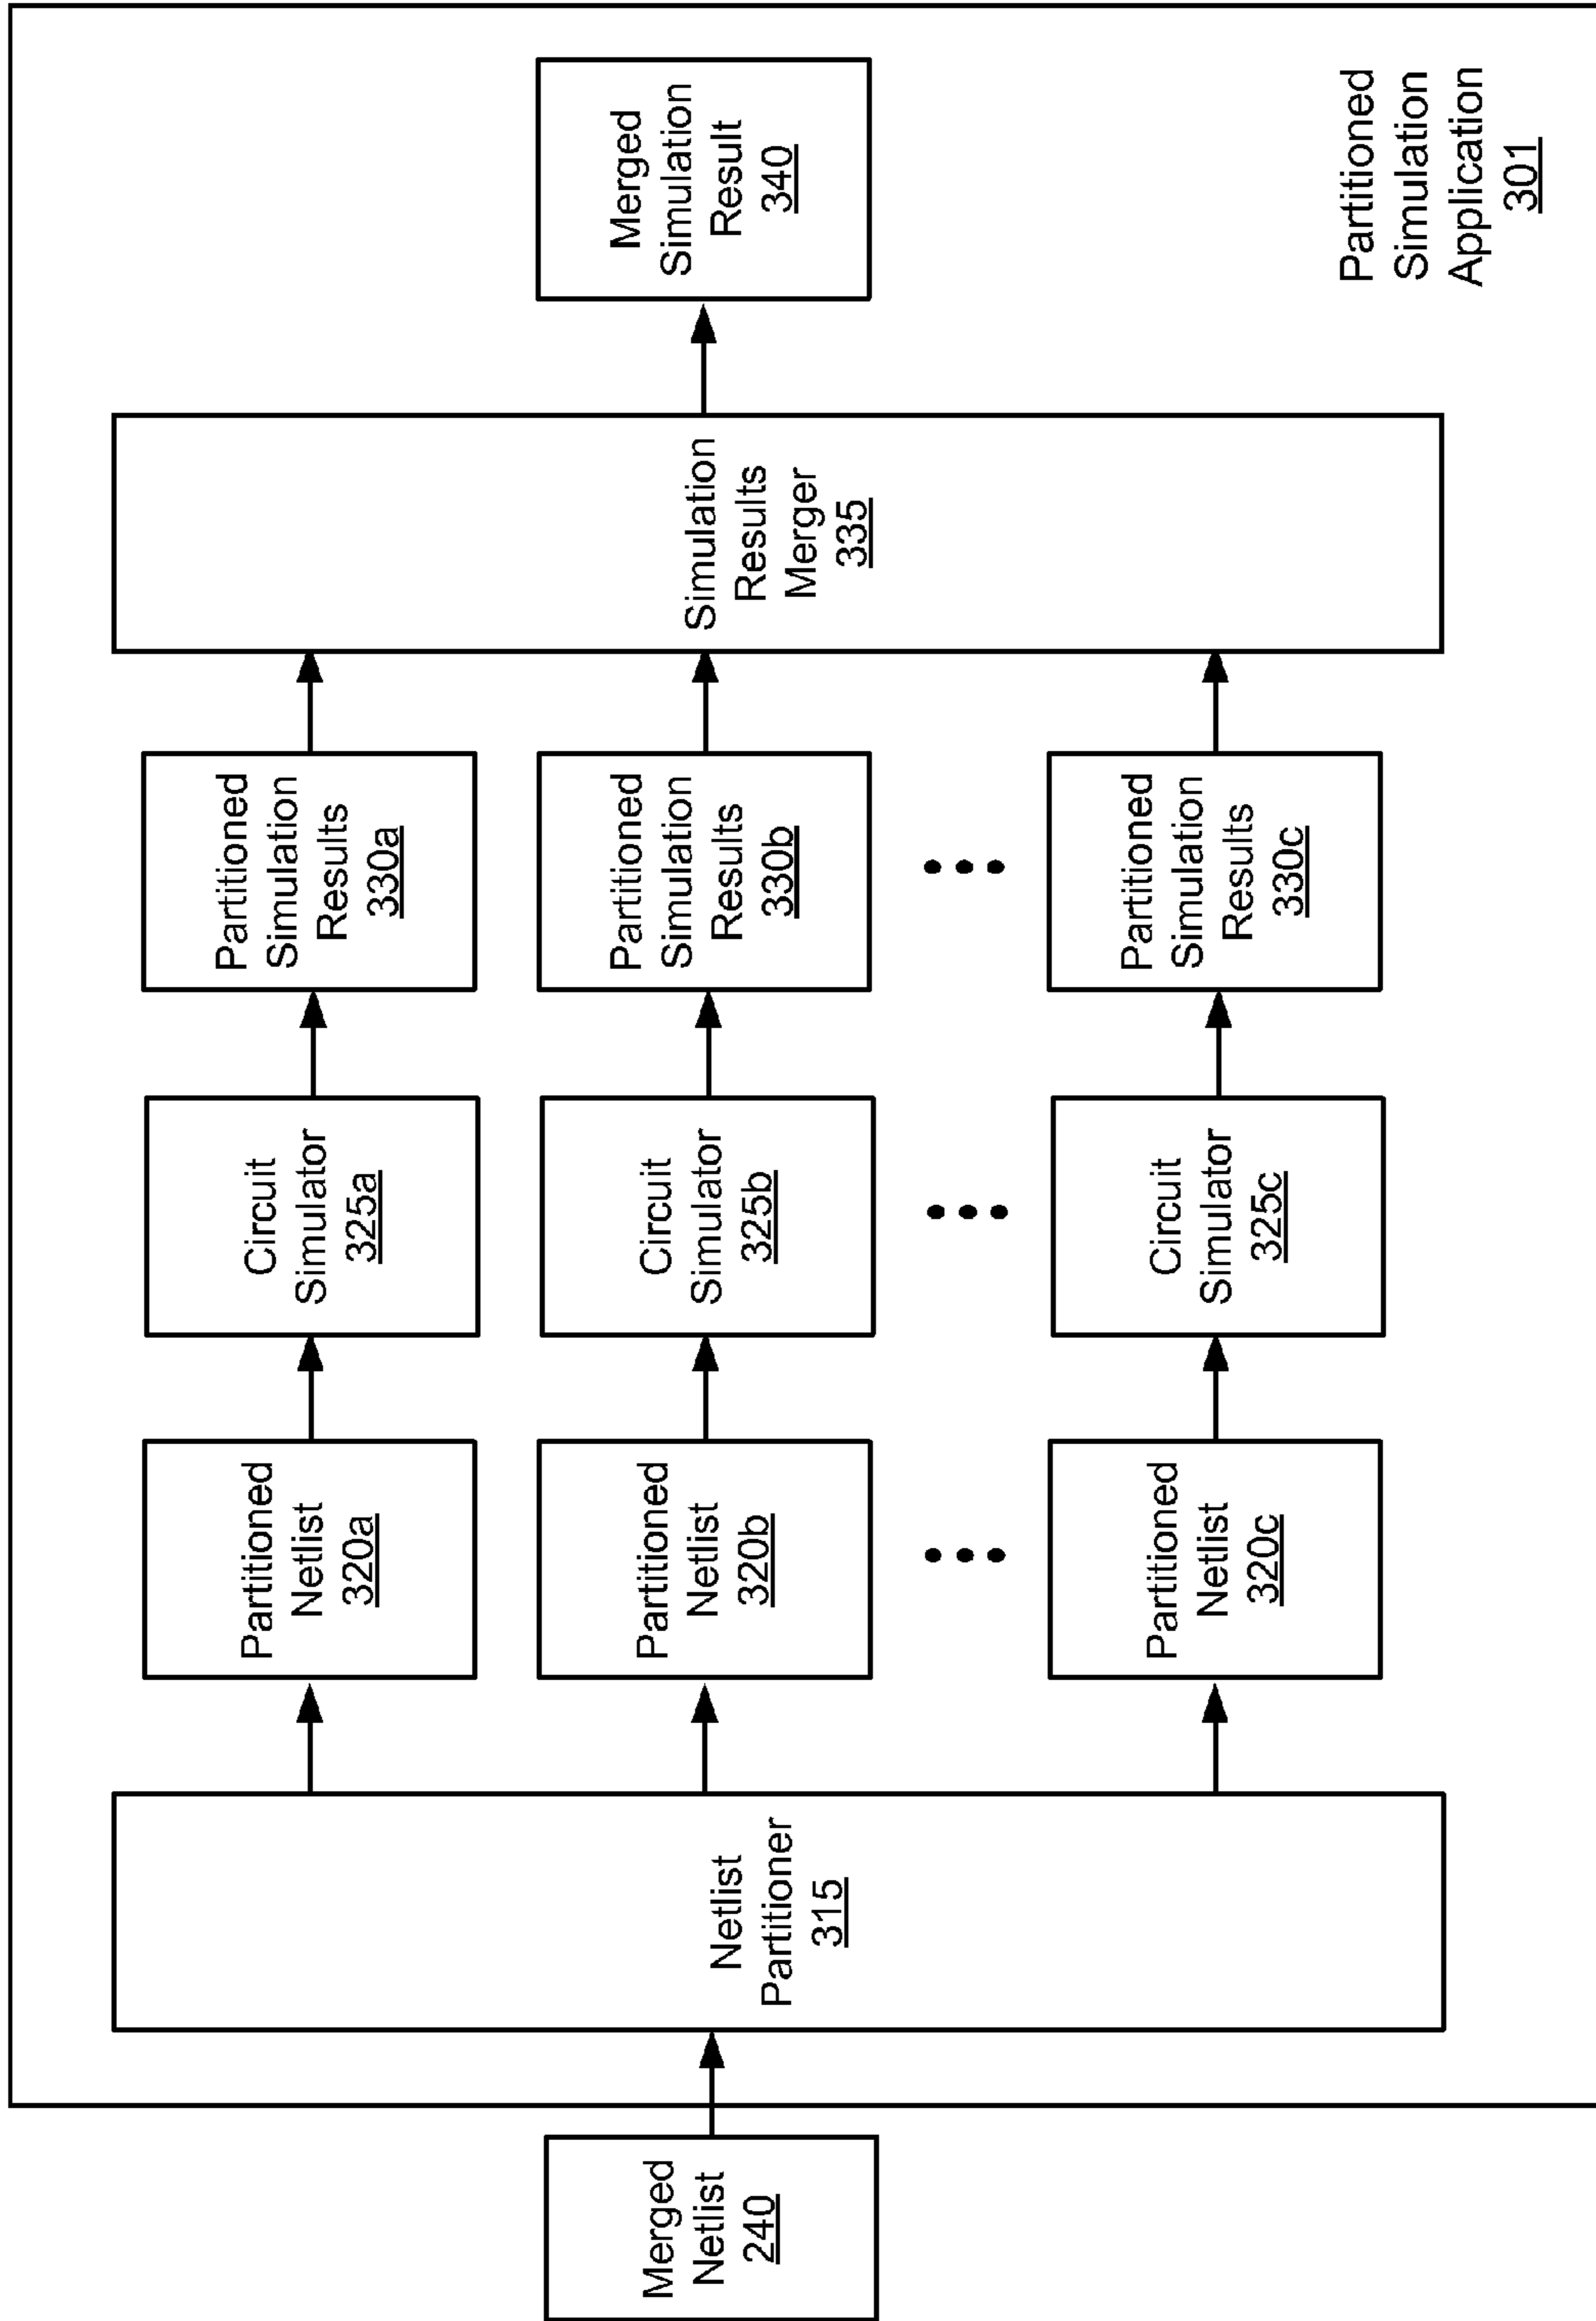 Merged
Netlist
240
Netlist
Partitioner
315
Partitioned
Netlist
320a
Partitioned
Netlist
320b
Partitioned
Netlist
320c
Circuit
Simulator
325a
Circuit
Simulator
325b
Circuit
Simulator
325c
Partitioned
Simulation
Results
330a
Partitioned
Simulation
Results
330b
Partitioned
Simulation
Results
330c
Simulation
Results
Merger
335
Merged
Simulation
Result
340
Partitioned
Simulation
Application
301